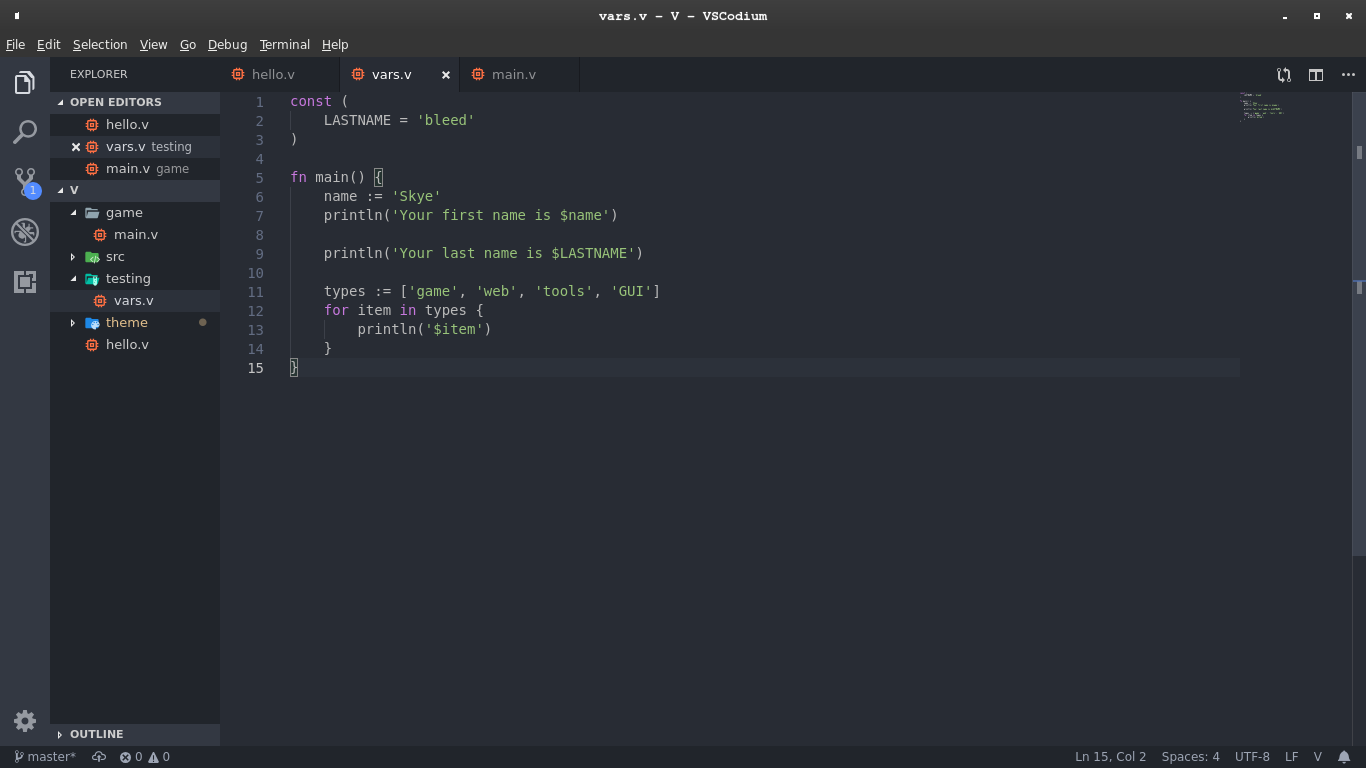 vars.v - V - VSCodium
File Edit Selection View Go Debug Terminal Help
EXPLORER
hello.v vars.v main.v
OPEN EDITORS
hello.v
vars.v testing
main.v game
1
V
game
main.v
src
testing
vars.v
theme
hello.v
OUTLINE
1 const (
2     LASTNAME = 'bleed'
3 )
4
5 fn main() {
6     name := 'Skye'
7     println('Your first name is $name')
8
9     println('Your last name is $LASTNAME')
10
11     types := ['game', 'web', 'tools', 'GUI']
12     for item in types {
13         println('$item')
14     }
15 }
master* 0 0 Ln 15, Col 2 Spaces: 4 UTF-8 LF V